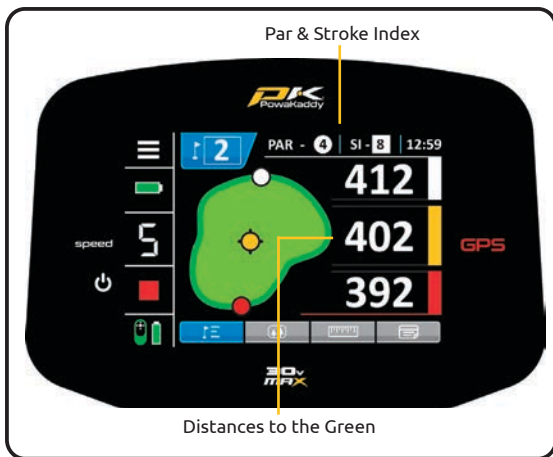 Par & Stroke Index
PK
PowaKaddy
2 PAR - 4 SI - 8 12:59
412
speed 5 402 GPS
392
30v
MAX
Distances to the Green